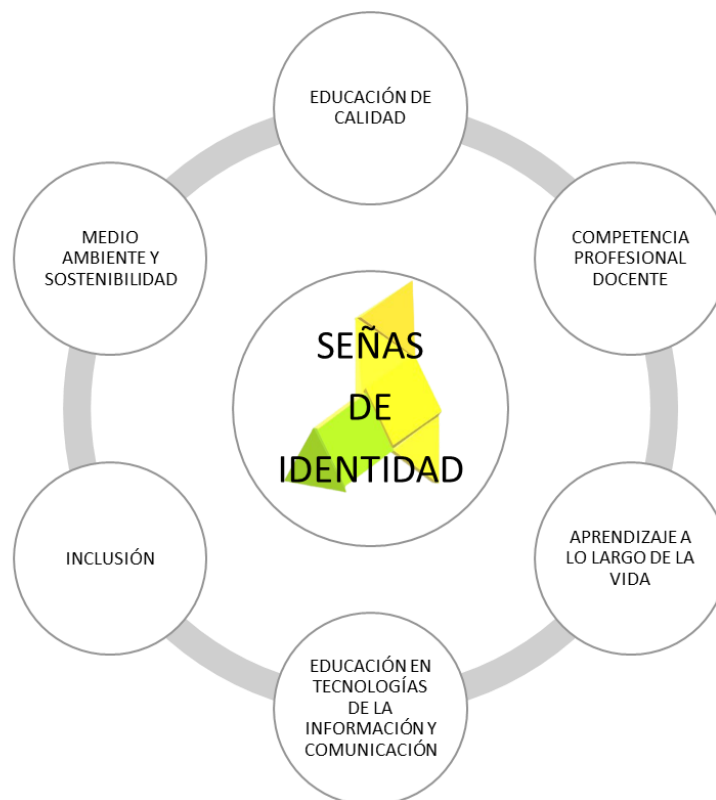 EDUCACIÓN DE
CALIDAD
COMPETENCIA
PROFESIONAL
DOCENTE
APRENDIZAJE A
LO LARGO DE LA
VIDA
EDUCACIÓN EN
TECNOLOGÍAS
DE LA
INFORMACIÓN Y
COMUNICACIÓN
INCLUSIÓN
MEDIO
AMBIENTE Y
SOSTENIBILIDAD
SEÑAS
DE
IDENTIDAD